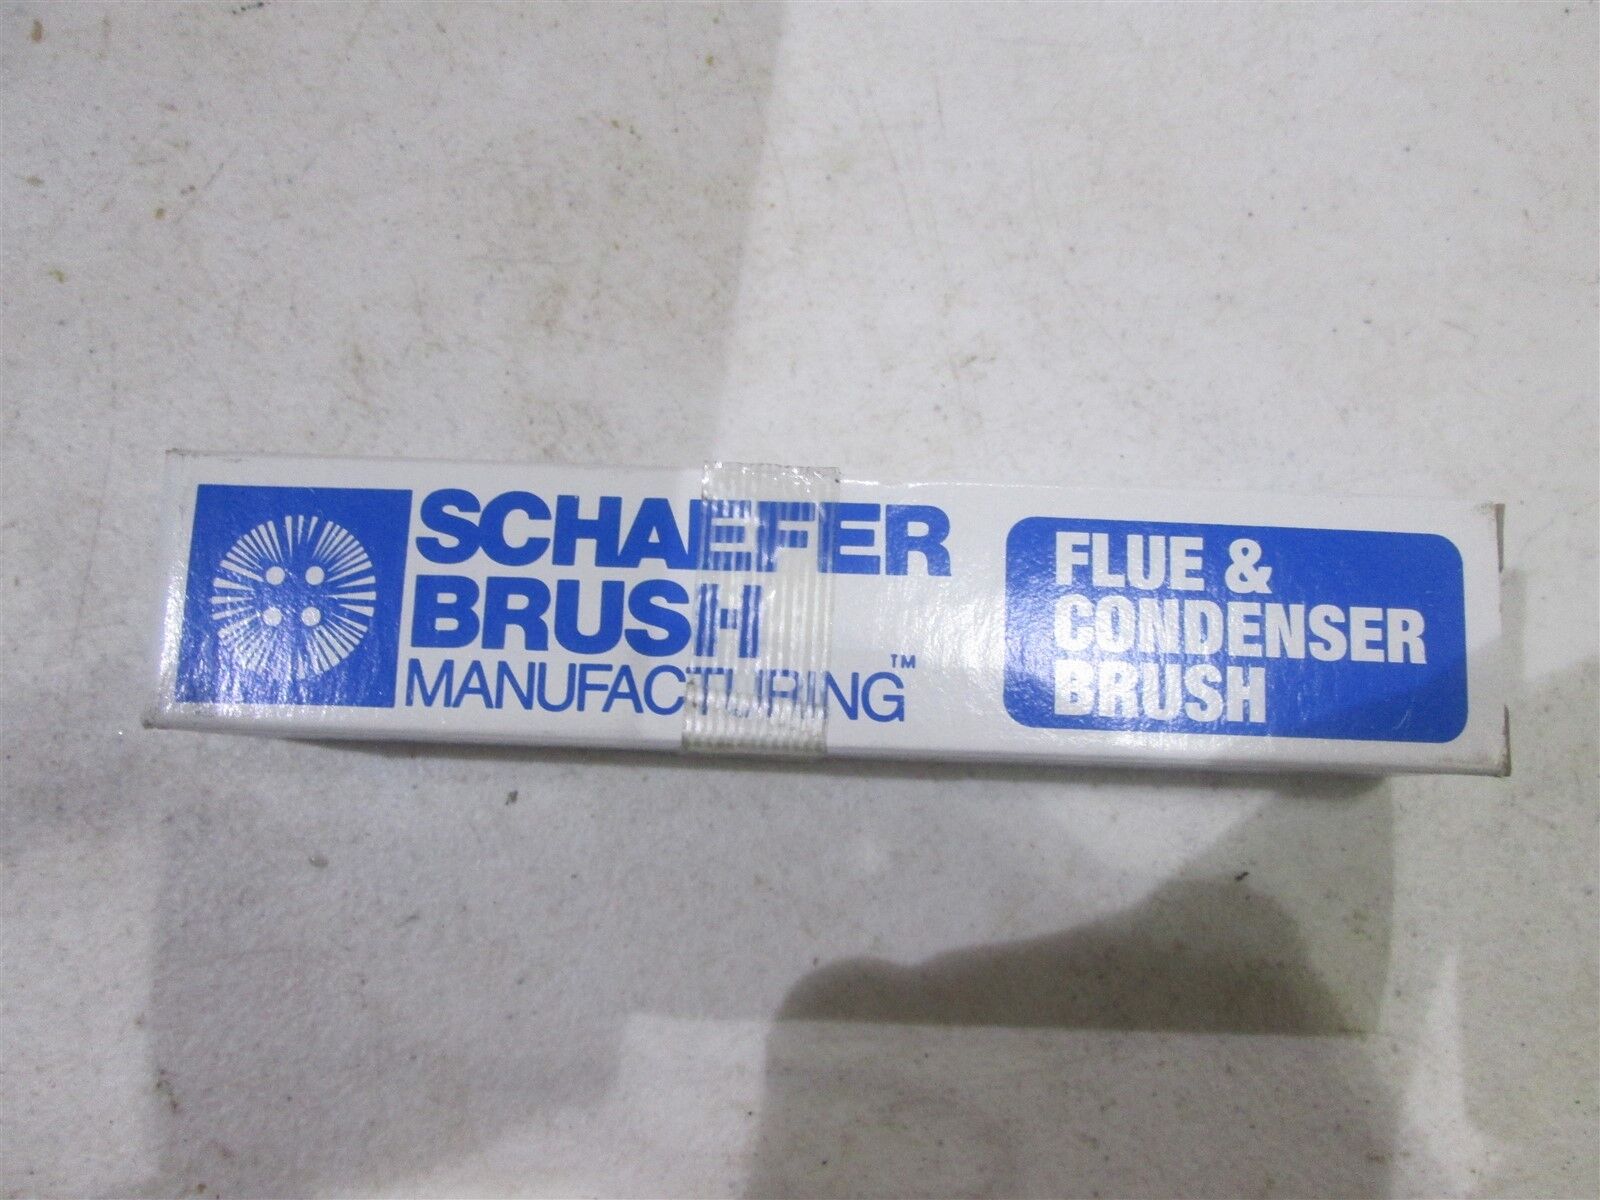 SCHAEFER
BRUSH
MANUFACTURING™
FLUE &
CONDENSER
BRUSH